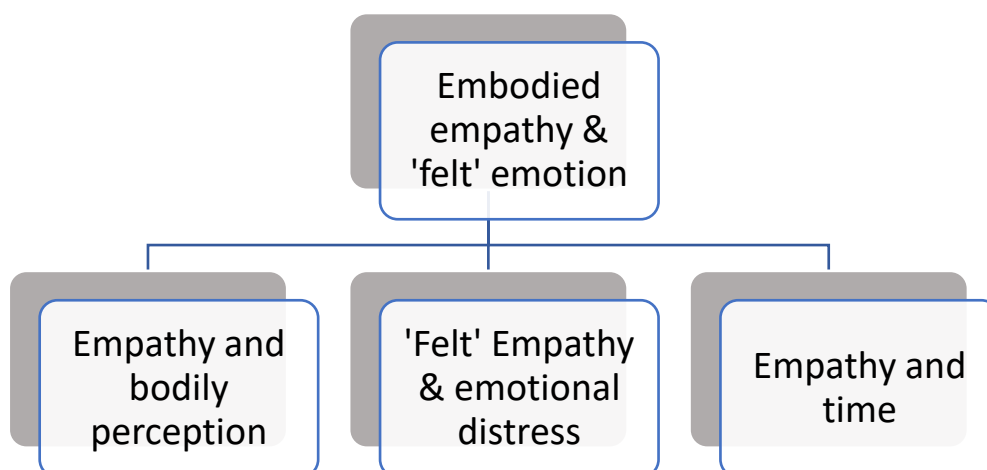 Embodied
empathy &
'felt' emotion
Empathy and
bodily
perception
'Felt' Empathy
& emotional
distress
Empathy and
time